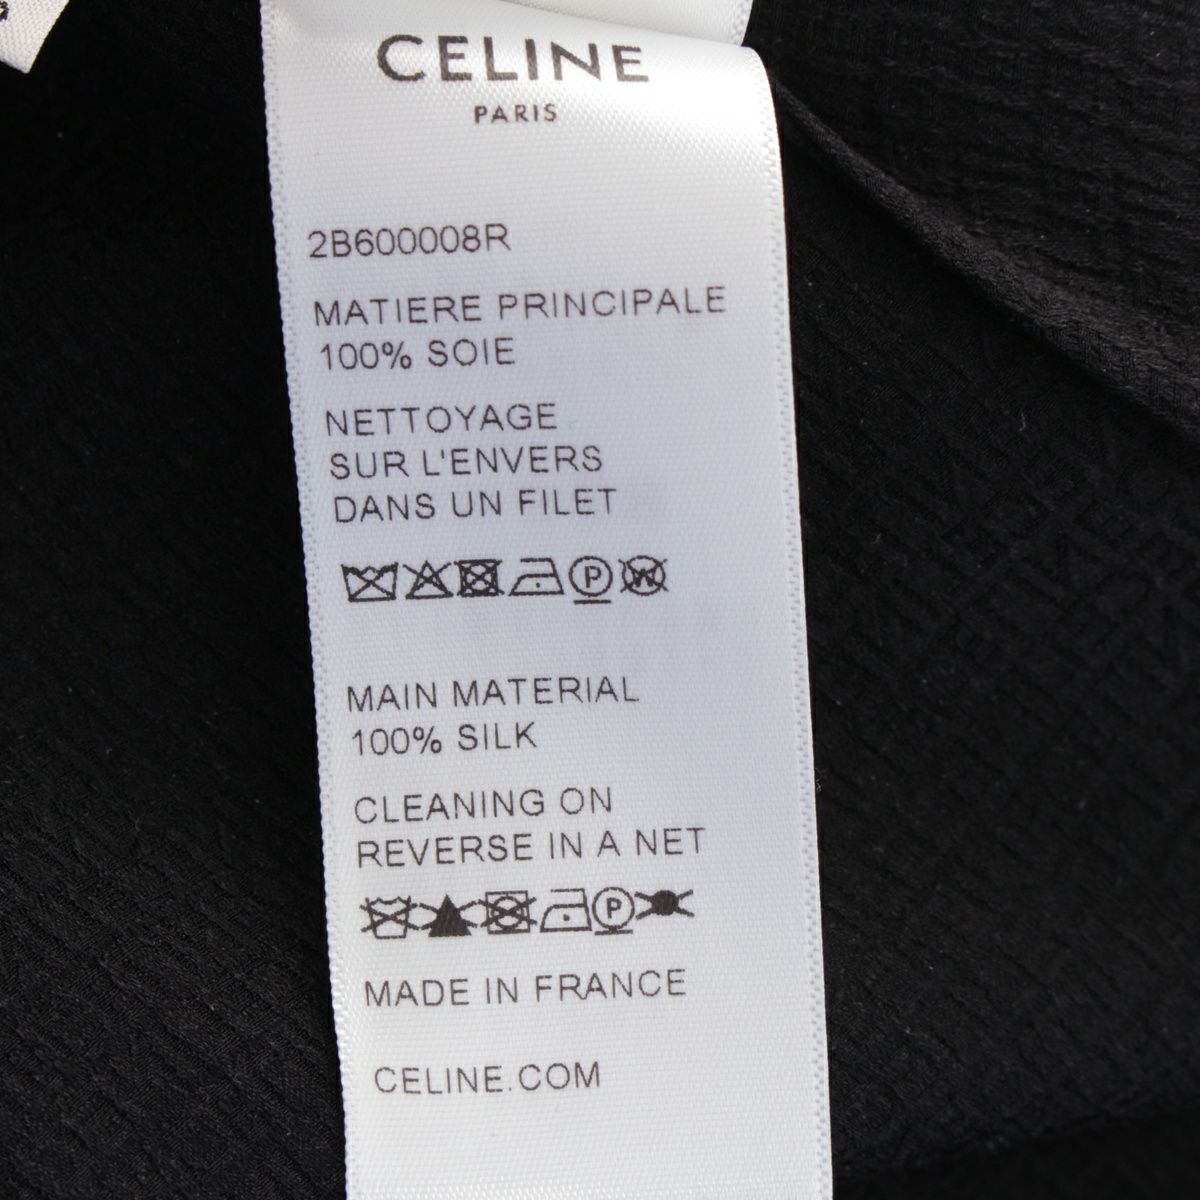 CELINE
PARIS
2B600008R
MATIERE PRINCIPALE
100% SOIE
NETTOYAGE
SUR L'ENVERS
DANS UN FILET
P W
MAIN MATERIAL
100% SILK
CLEANING ON
REVERSE IN A NET
P
MADE IN FRANCE
CELINE.COM